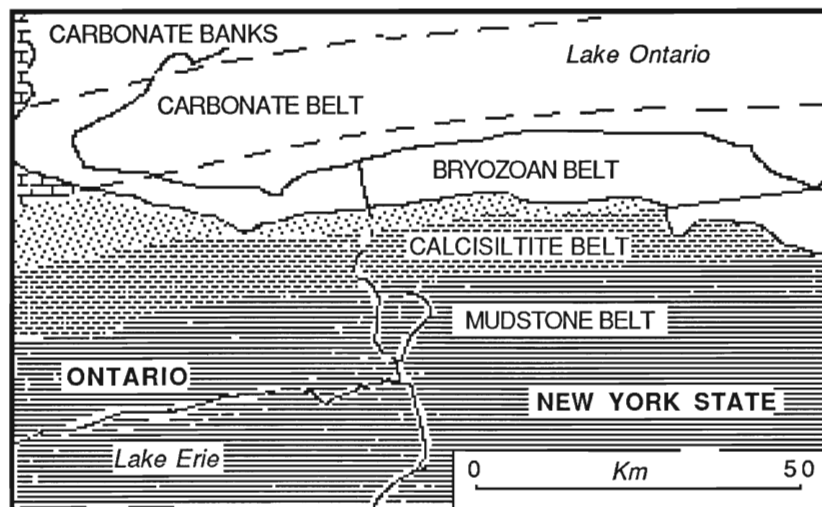 CARBONATE BANKS
Lake Ontario
CARBONATE BELT
BRYOZOAN BELT
CALCISILTITE BELT
MUDSTONE BELT
ONTARIO
NEW YORK STATE
Lake Erie
0 Km 50